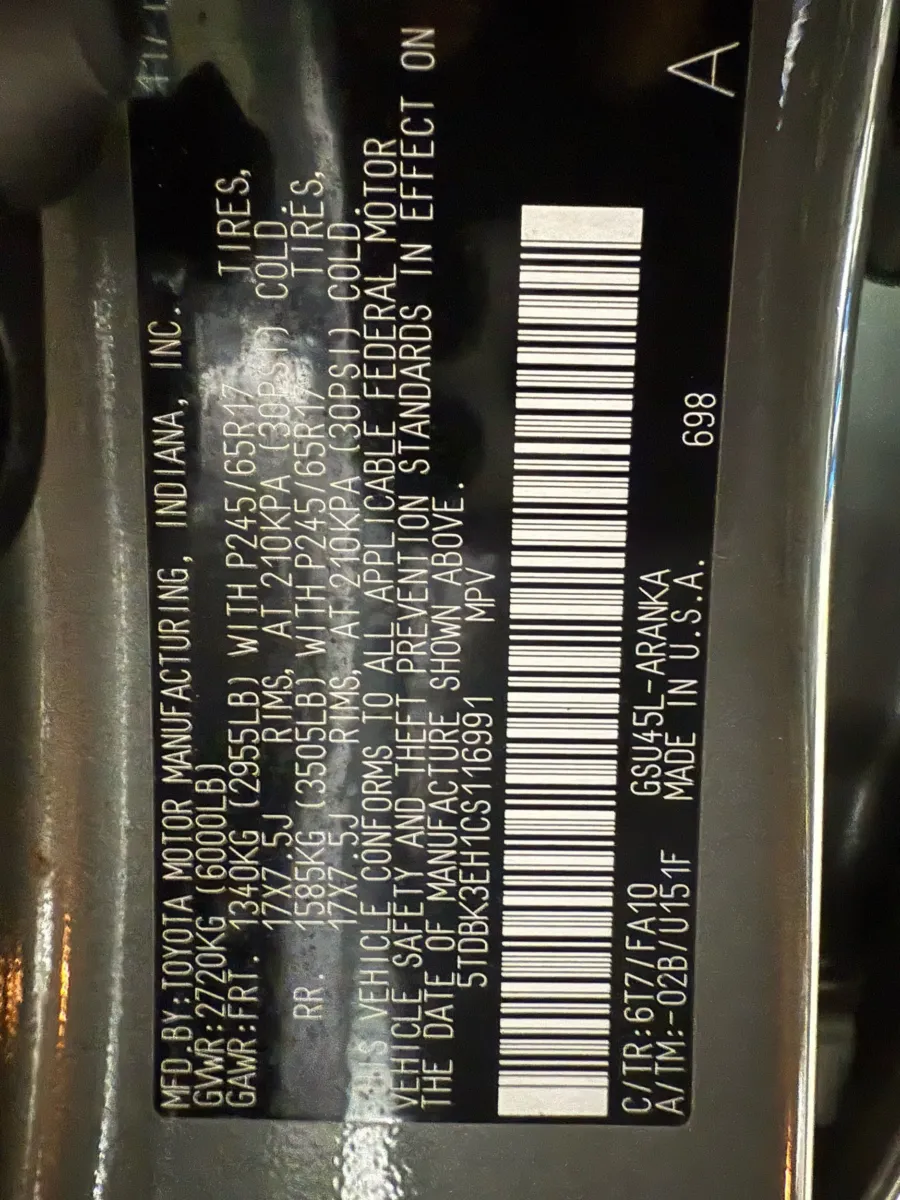 MFD.BY:TOYOTA MOTOR MANUFACTURING, INDIANA, INC.
GVWR:2720KG (6000LB)
GAWR:FRT. 1340KG (2955LB) WITH P245/65R17 TIRES,
17X7.5J RIMS, AT 210KPA (30PSI) COLD.
RR. 1585KG (3505LB) WITH P245/65R17 TIRES,
17X7.5J RIMS, AT 210KPA (30PSI) COLD.
THIS VEHICLE CONFORMS TO ALL APPLICABLE FEDERAL MOTOR
VEHICLE SAFETY AND THEFT PREVENTION STANDARDS IN EFFECT ON
THE DATE OF MANUFACTURE SHOWN ABOVE.
5TDBK3EH1CS116991 MPV
C/TR:6T7/FA10 GSU45L-ARANKA
A/TM:-02B/U151F MADE IN U.S.A. 698 A